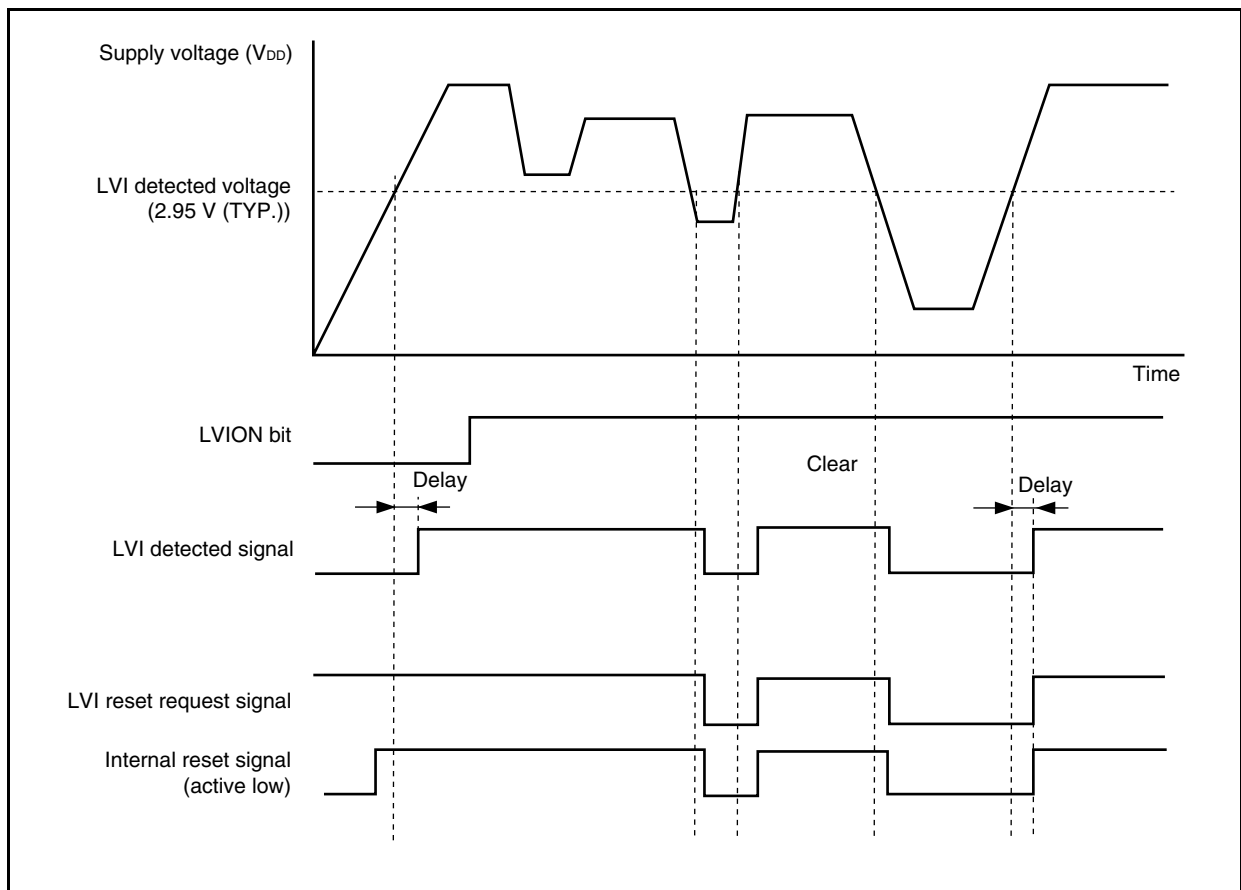 Supply voltage (VDD)
LVI detected voltage
(2.95 V (TYP.))
Time
LVION bit
Clear
Delay
Delay
LVI detected signal
LVI reset request signal
Internal reset signal
(active low)